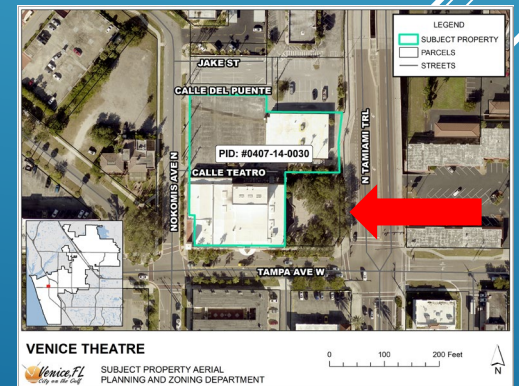 LEGEND
SUBJECT PROPERTY
PARCELS
STREETS
JAKE ST
CALLE DEL PUENTE
PID: #0407-14-0030
CALLE TEATRO
NOKOMIS AVE N
N TAMIAMI TRL
TAMPA AVE W
VENICE THEATRE
Venice, FL
City on the Gulf
SUBJECT PROPERTY AERIAL
PLANNING AND ZONING DEPARTMENT
0 100 200 Feet
N